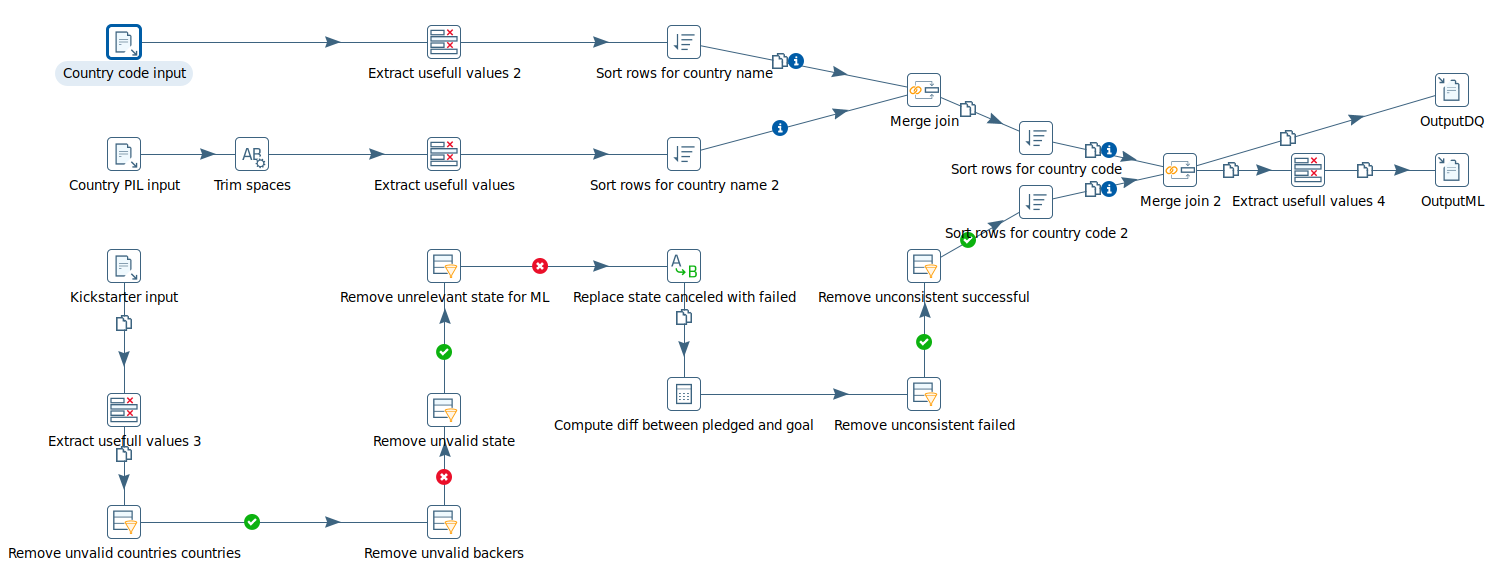 Country code input
Extract usefull values 2
Sort rows for country name
Merge join
OutputDQ
AB
Country PIL input
Trim spaces
Extract usefull values
Sort rows for country name 2
Sort rows for country code
Merge join 2
Extract usefull values 4
OutputML
Sort rows for country code 2
A
B
Kickstarter input
Remove unrelevant state for ML
Replace state canceled with failed
Remove unconsistent successful
Extract usefull values 3
Remove unvalid state
Compute diff between pledged and goal
Remove unconsistent failed
Remove unvalid countries countries
Remove unvalid backers